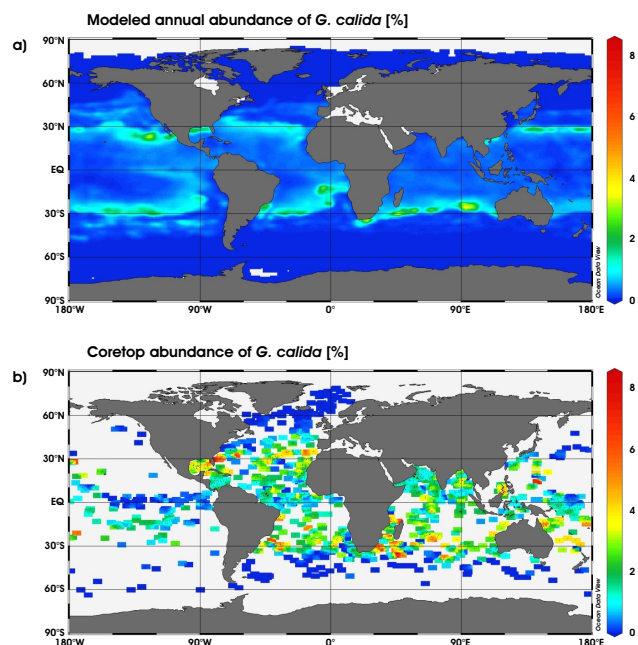 Modeled annual abundance of G. calida [%]
a)
90°N
60°N
30°N
EQ
30°S
60°S
90°S
180°W
90°W
0°
90°E
180°E
8
6
4
2
0
Ocean Data View
Coretop abundance of G. calida [%]
b)
90°N
60°N
30°N
EQ
30°S
60°S
90°S
180°W
90°W
0°
90°E
180°E
8
6
4
2
0
Ocean Data View